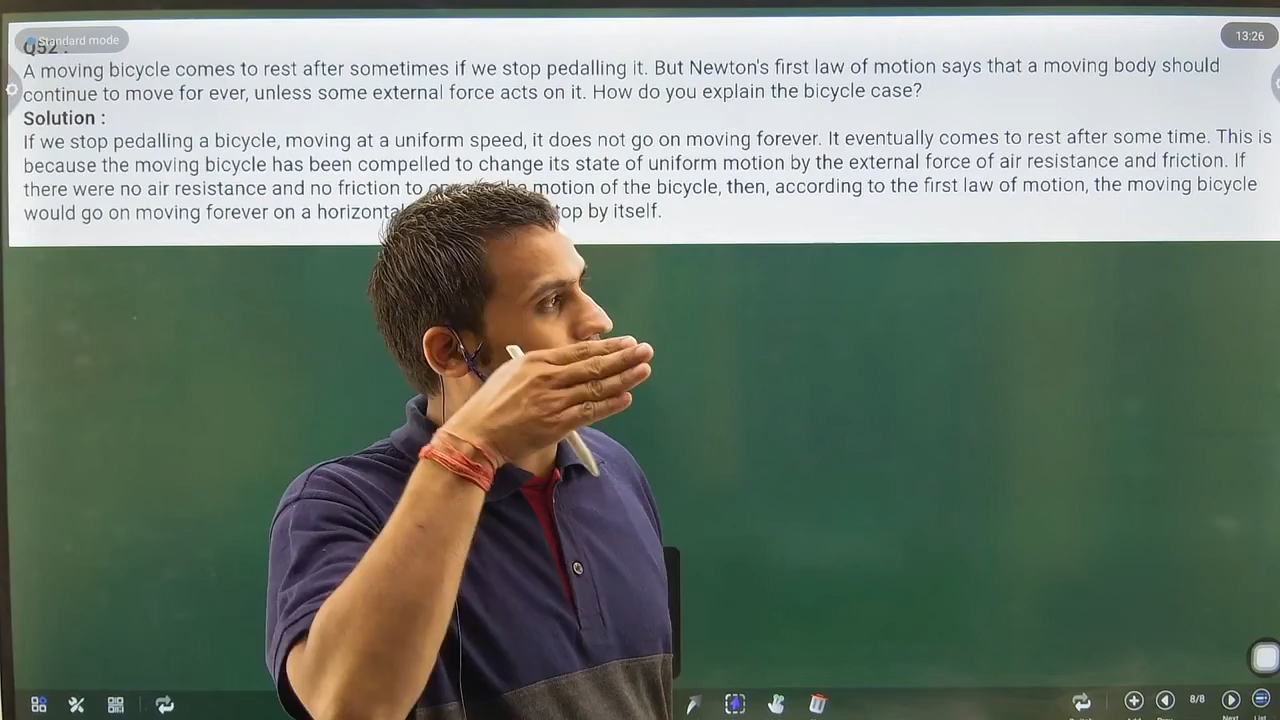 Standard mode
13:26
Q52 :
A moving bicycle comes to rest after sometimes if we stop pedalling it. But Newton's first law of motion says that a moving body should
continue to move for ever, unless some external force acts on it. How do you explain the bicycle case?
Solution :
If we stop pedalling a bicycle, moving at a uniform speed, it does not go on moving forever. It eventually comes to rest after some time. This is
because the moving bicycle has been compelled to change its state of uniform motion by the external force of air resistance and friction. If
there were no air resistance and no friction to the motion of the bicycle, then, according to the first law of motion, the moving bicycle
would go on moving forever on a horizontal top by itself.
8/8